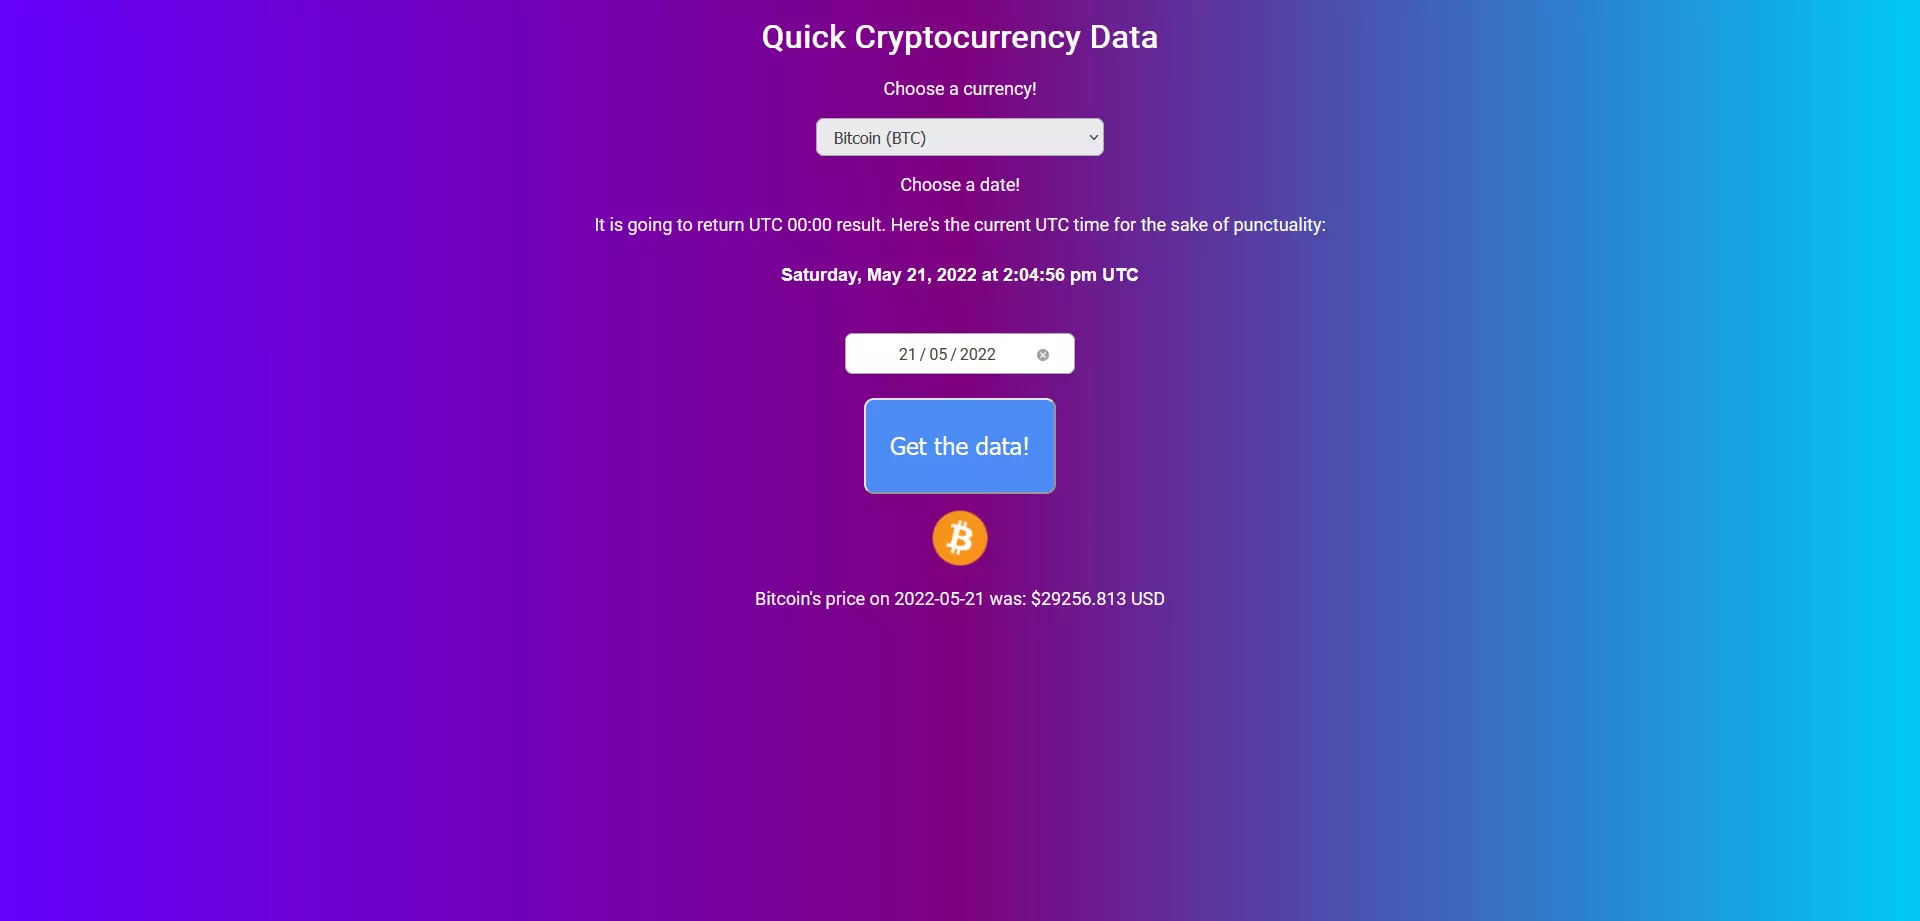 Quick Cryptocurrency Data
Choose a currency!
Bitcoin (BTC)
Choose a date!
It is going to return UTC 00:00 result. Here's the current UTC time for the sake of punctuality:
Saturday, May 21, 2022 at 2:04:56 pm UTC
21 / 05 / 2022
Get the data!
Bitcoin's price on 2022-05-21 was: $29256.813 USD